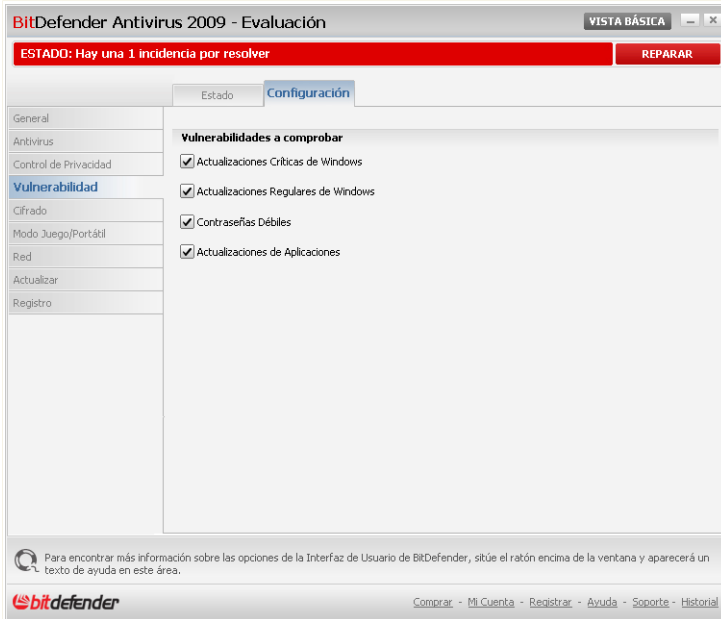 BitDefender Antivirus 2009 - Evaluación
VISTA BÁSICA
ESTADO: Hay una 1 incidencia por resolver
REPARAR
Estado
Configuración
General
Antivirus
Control de Privacidad
Vulnerabilidad
Cifrado
Modo Juego/Portátil
Red
Actualizar
Registro
Vulnerabilidades a comprobar
Actualizaciones Críticas de Windows
Actualizaciones Regulares de Windows
Contraseñas Débiles
Actualizaciones de Aplicaciones
Para encontrar más información sobre las opciones de la Interfaz de Usuario de BitDefender, sitúe el ratón encima de la ventana y aparecerá un
texto de ayuda en este área.
bitdefender
Comprar - Mi Cuenta - Registrar - Ayuda - Soporte - Historial